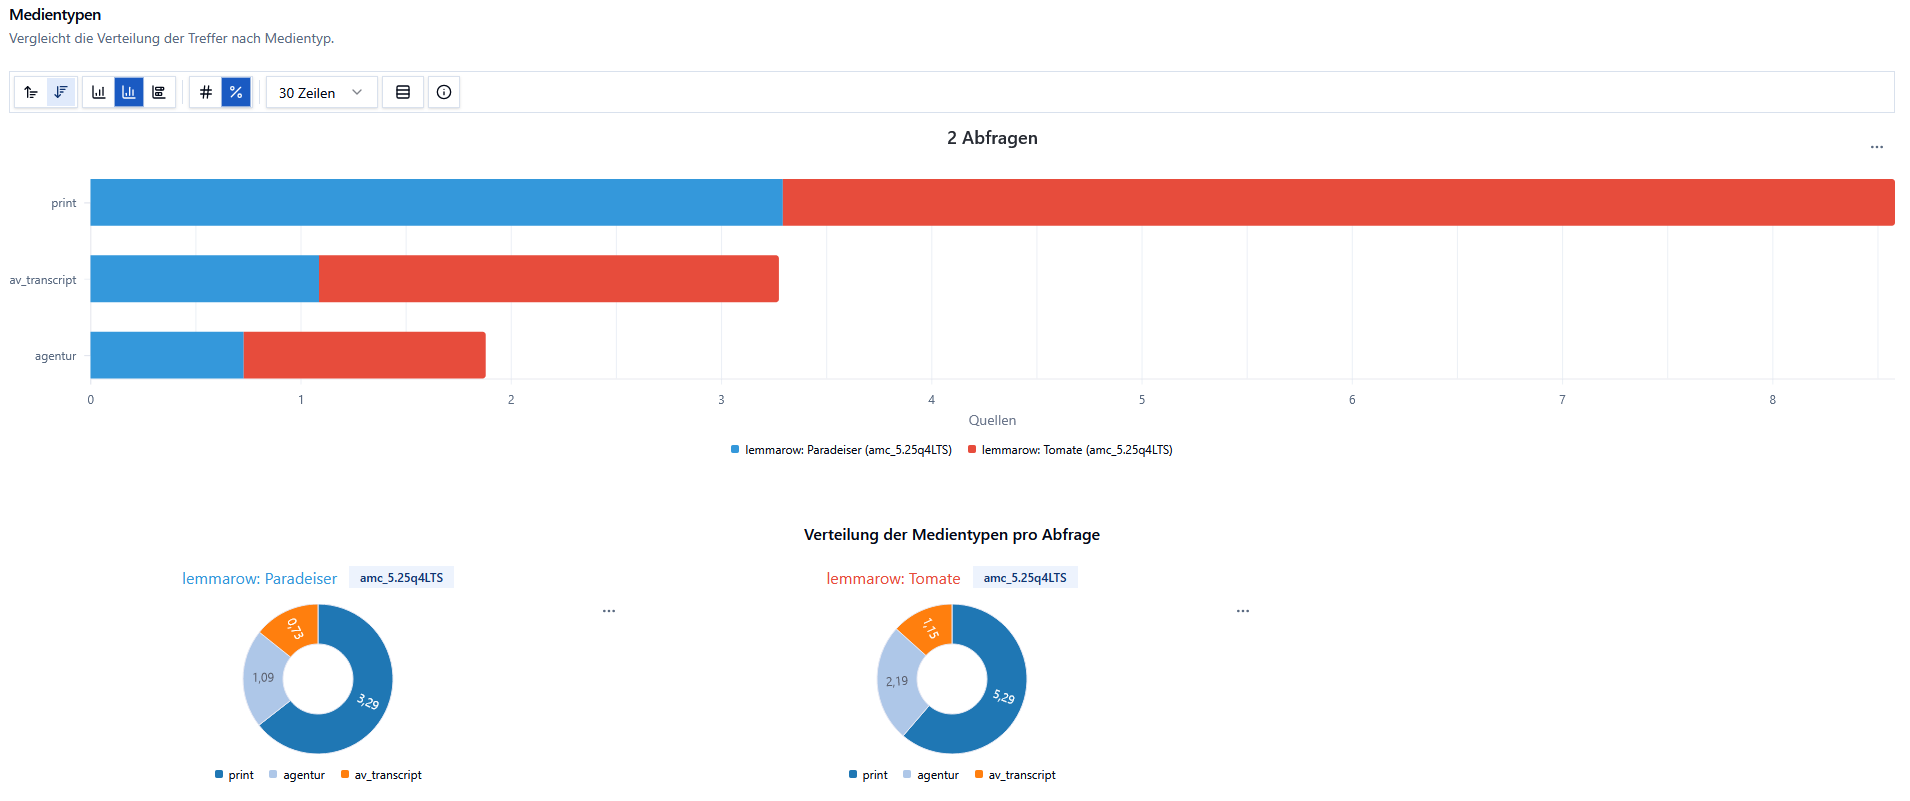 Medientypen
Vergleicht die Verteilung der Treffer nach Medientyp.
# % 30 Zeilen
2 Abfragen
...
print
av_transcript
agentur
0 1 2 3 4 5 6 7 8
Quellen
lemmarow: Paradeiser (amc_5.25q4LTS) lemmarow: Tomate (amc_5.25q4LTS)
Verteilung der Medientypen pro Abfrage
lemmarow: Paradeiser amc_5.25q4LTS
...
0,73
1,09
3,29
print agentur av_transcript
lemmarow: Tomate amc_5.25q4LTS
...
1,15
2,19
5,29
print agentur av_transcript